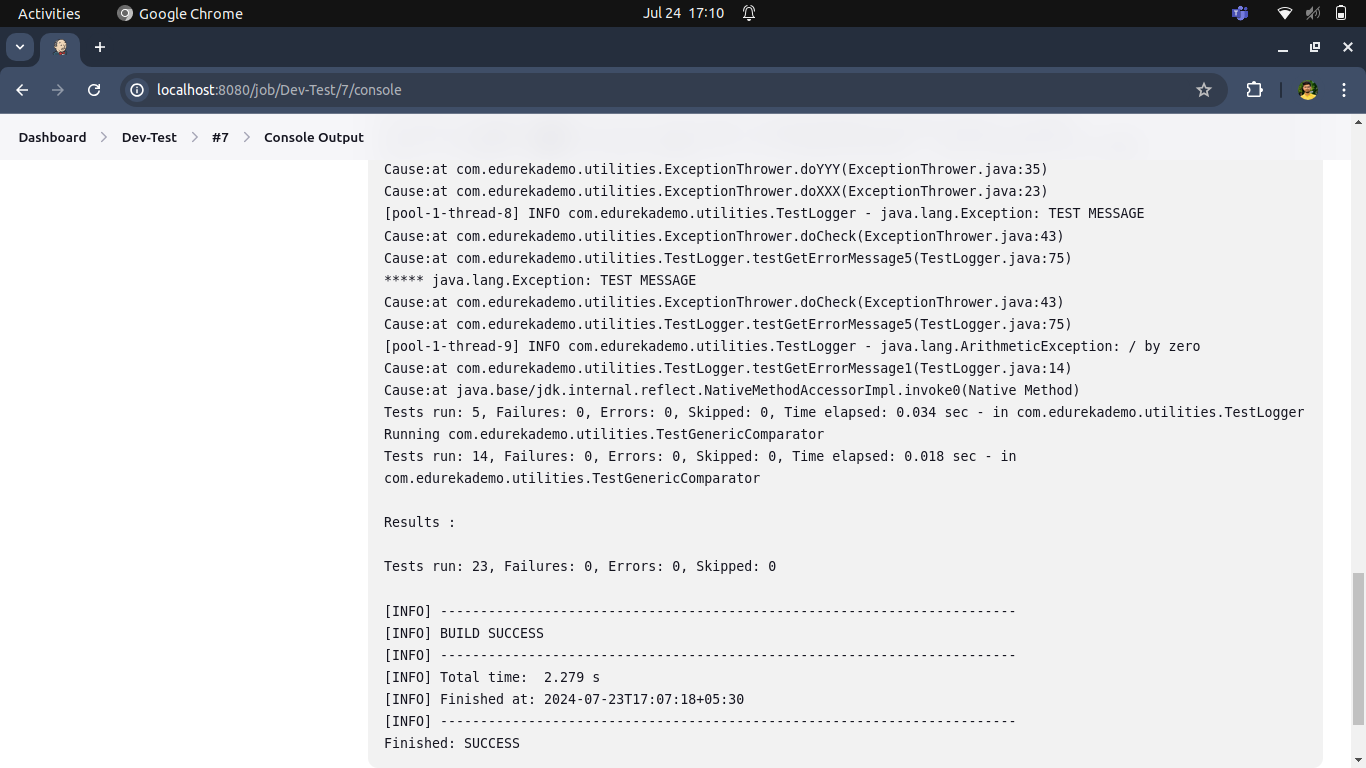 Activities
Google Chrome
Jul 24 17:10
localhost:8080/job/Dev-Test/7/console
Dashboard
Dev-Test
#7
Console Output
Cause:at com.edurekademo.utilities.ExceptionThrower.doYYY(ExceptionThrower.java:35)
Cause:at com.edurekademo.utilities.ExceptionThrower.doXXX(ExceptionThrower.java:23)
[pool-1-thread-8] INFO com.edurekademo.utilities.TestLogger - java.lang.Exception: TEST MESSAGE
Cause:at com.edurekademo.utilities.ExceptionThrower.doCheck(ExceptionThrower.java:43)
Cause:at com.edurekademo.utilities.TestLogger.testGetErrorMessage5(TestLogger.java:75)
***** java.lang.Exception: TEST MESSAGE
Cause:at com.edurekademo.utilities.ExceptionThrower.doCheck(ExceptionThrower.java:43)
Cause:at com.edurekademo.utilities.TestLogger.testGetErrorMessage5(TestLogger.java:75)
[pool-1-thread-9] INFO com.edurekademo.utilities.TestLogger - java.lang.ArithmeticException: / by zero
Cause:at com.edurekademo.utilities.TestLogger.testGetErrorMessage1(TestLogger.java:14)
Cause:at java.base/jdk.internal.reflect.NativeMethodAccessorImpl.invoke0(Native Method)
Tests run: 5, Failures: 0, Errors: 0, Skipped: 0, Time elapsed: 0.034 sec - in com.edurekademo.utilities.TestLogger
Running com.edurekademo.utilities.TestGenericComparator
Tests run: 14, Failures: 0, Errors: 0, Skipped: 0, Time elapsed: 0.018 sec - in
com.edurekademo.utilities.TestGenericComparator
Results :
Tests run: 23, Failures: 0, Errors: 0, Skipped: 0
[INFO] ------------------------------------------------------------------------
[INFO] BUILD SUCCESS
[INFO] ------------------------------------------------------------------------
[INFO] Total time:  2.279 s
[INFO] Finished at: 2024-07-23T17:07:18+05:30
[INFO] ------------------------------------------------------------------------
Finished: SUCCESS